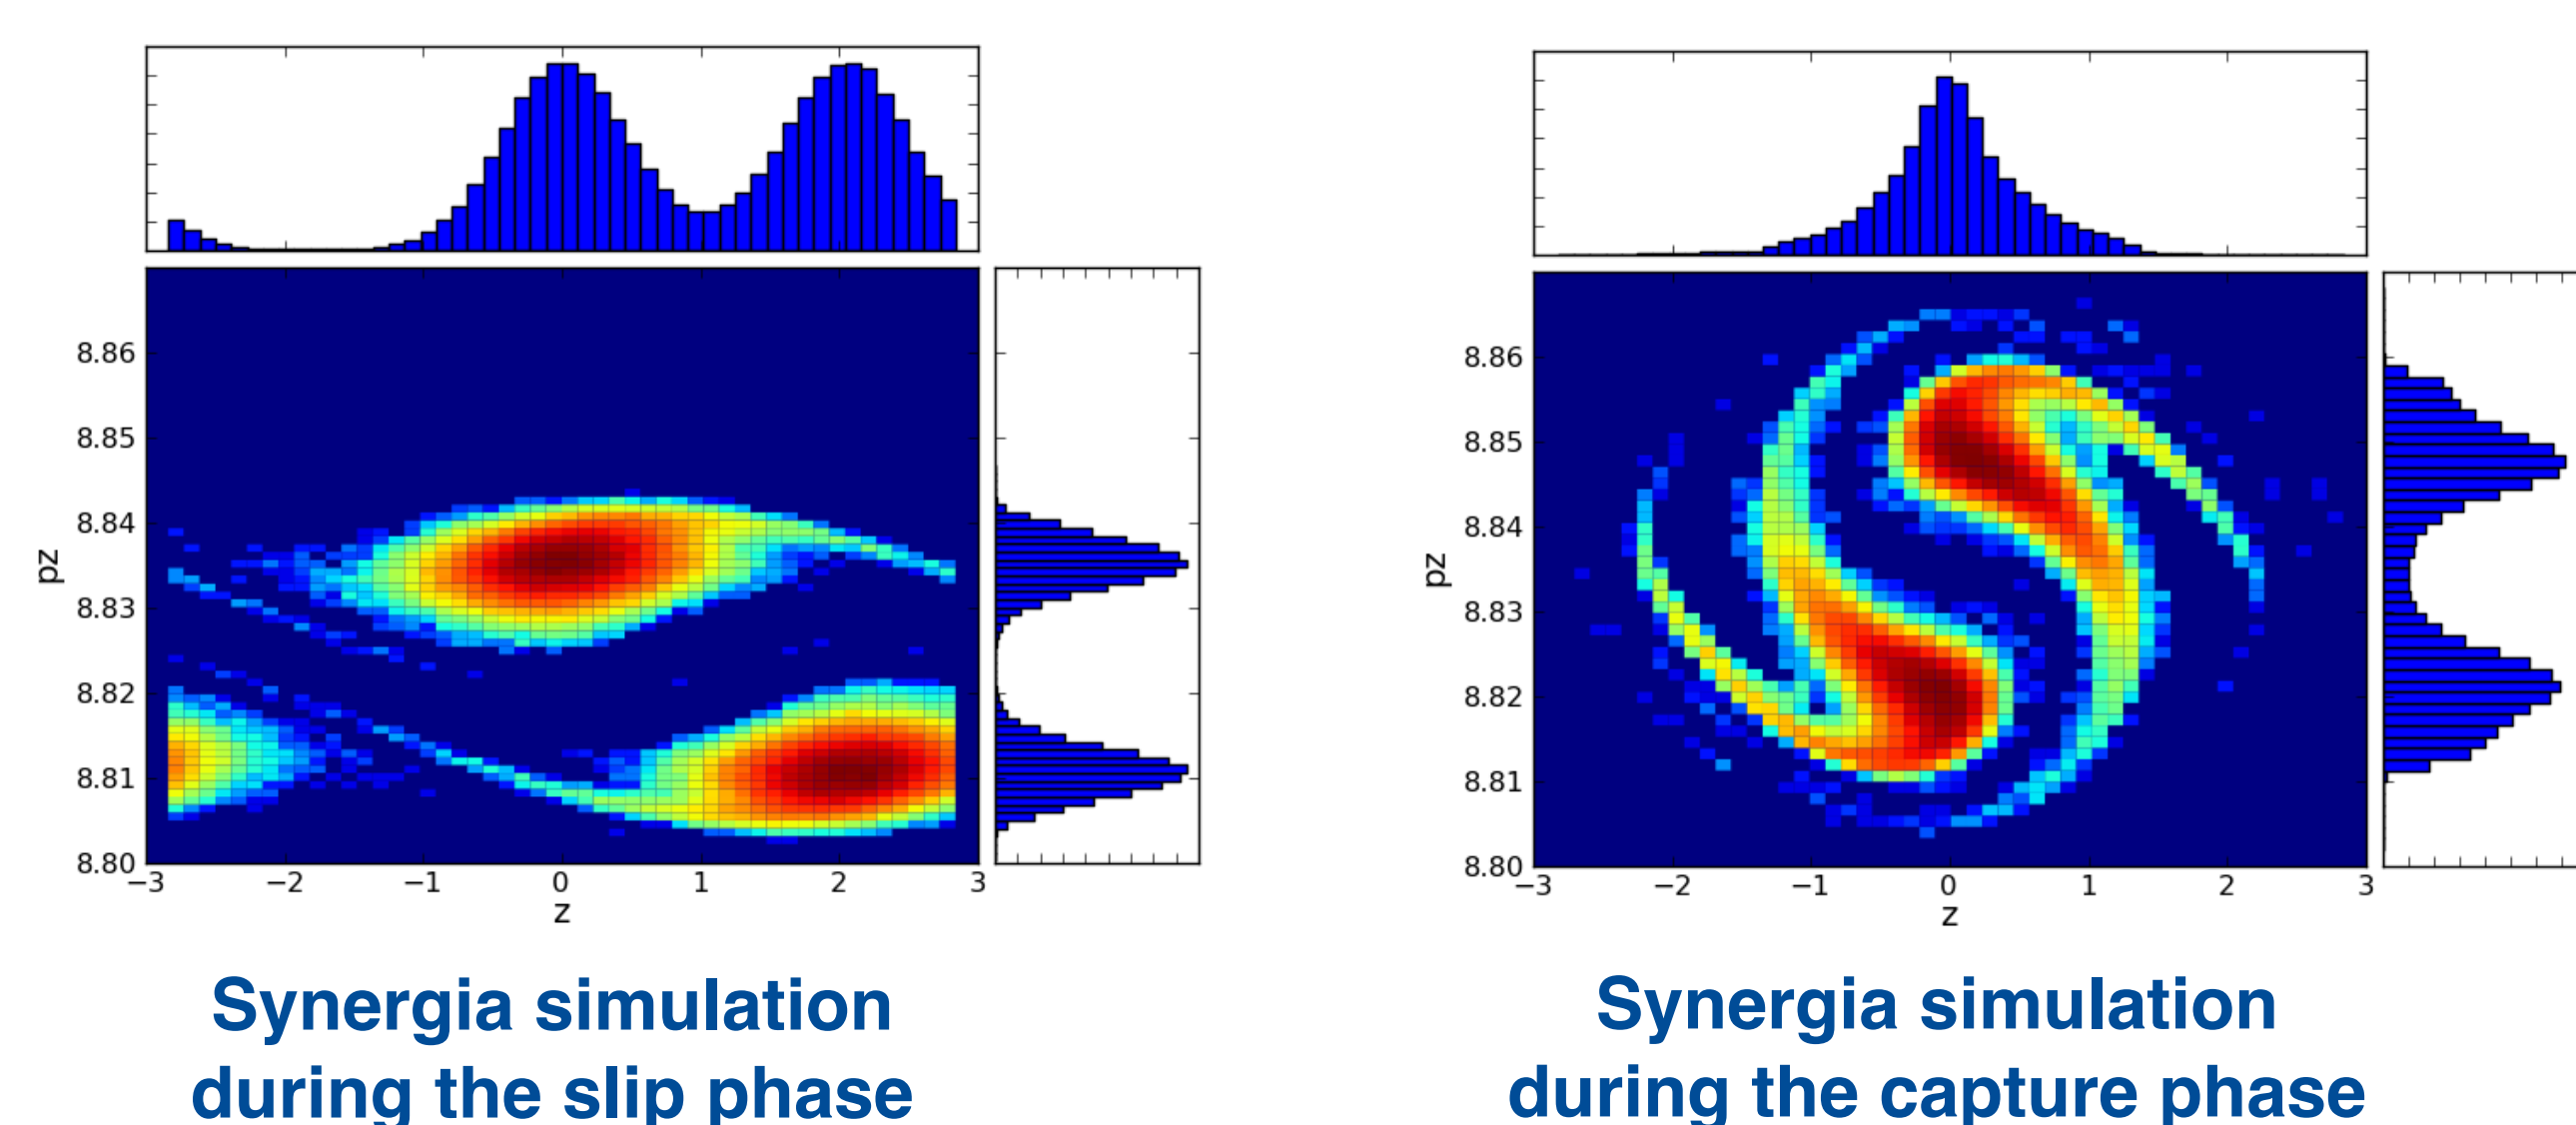 8.86
8.85
8.84
8.83
8.82
8.81
8.80
pz
−3 −2 −1 0 1 2 3
z
8.86
8.85
8.84
8.83
8.82
8.81
8.80
pz
−3 −2 −1 0 1 2 3
z
Synergia simulation
during the slip phase
Synergia simulation
during the capture phase